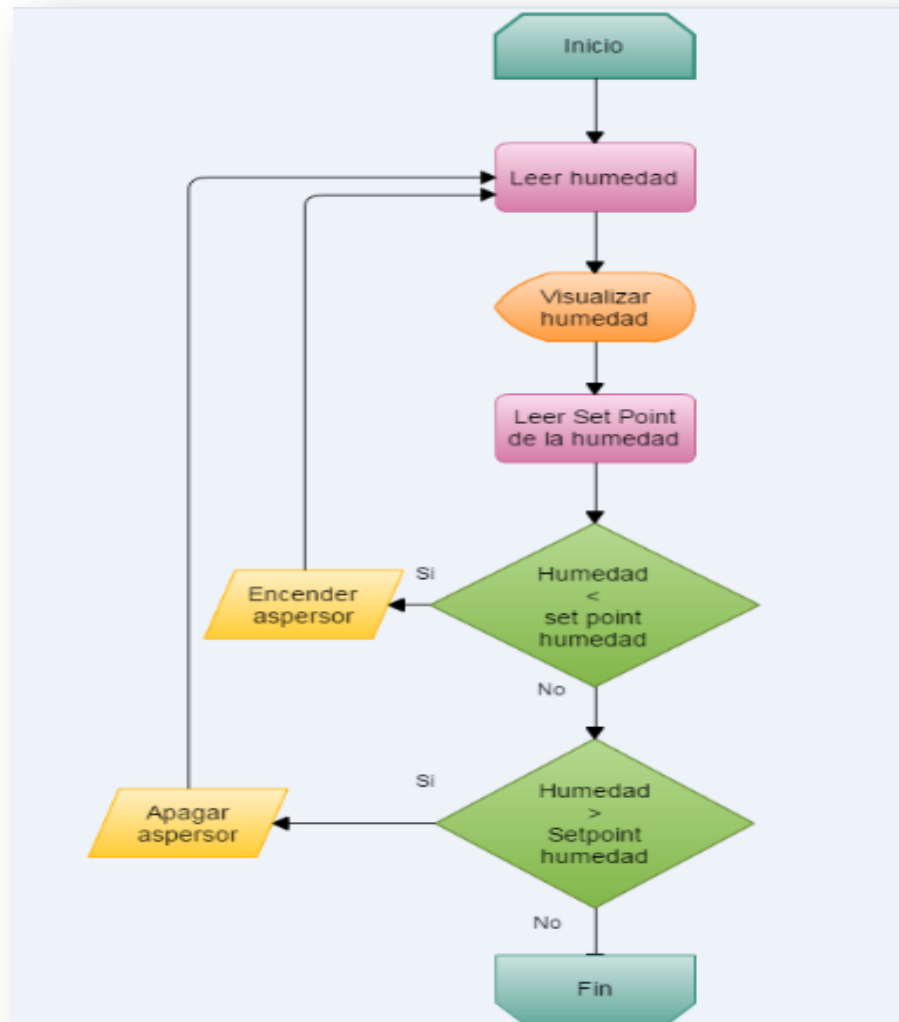 Inicio
Leer humedad
Visualizar
humedad
Leer Set Point
de la humedad
Humedad
<
set point
humedad
Si
Encender
aspersor
No
Humedad
>
Setpoint
humedad
Si
Apagar
aspersor
No
Fin